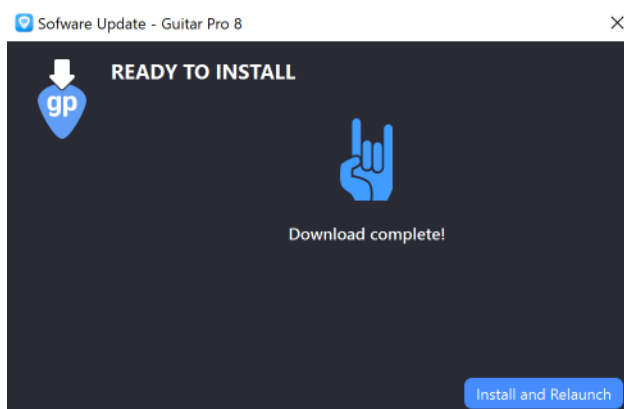 Sofware Update - Guitar Pro 8
gp
READY TO INSTALL
Download complete!
Install and Relaunch